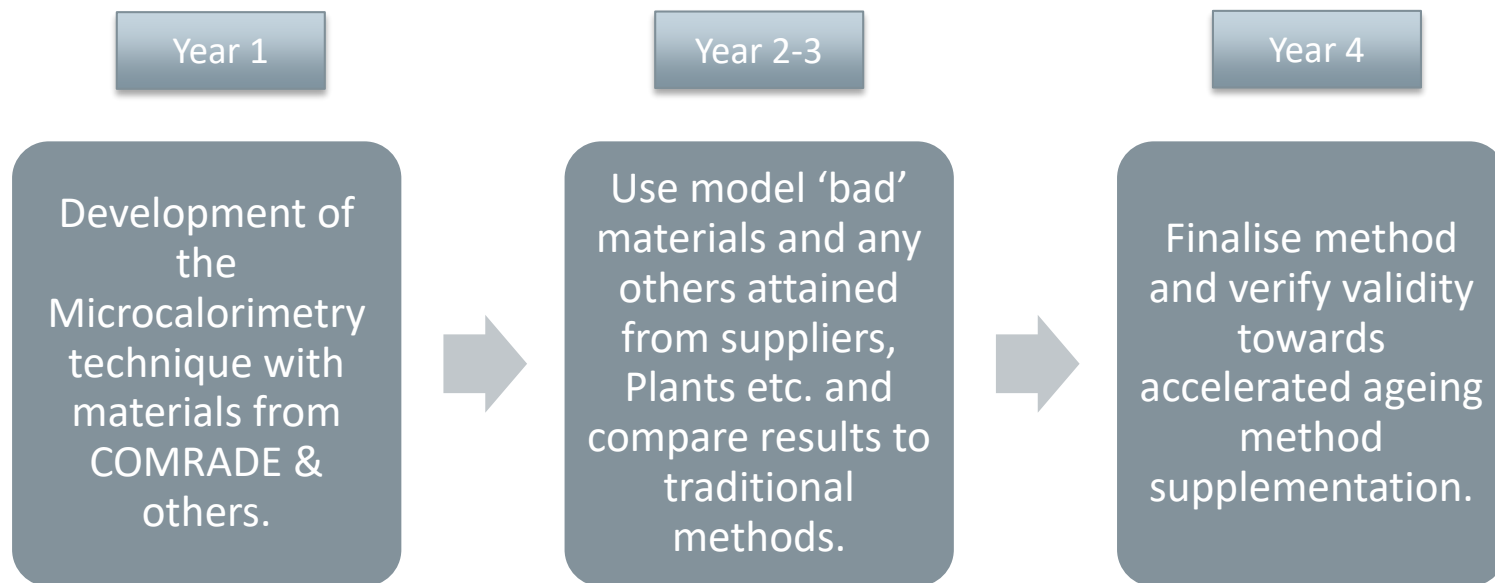 Year 1
Development of
the
Microcalorimetry
technique with
materials from
COMRADE &
others.
Year 2-3
Use model ‘bad’
materials and any
others attained
from suppliers,
Plants etc. and
compare results to
traditional
methods.
Year 4
Finalise method
and verify validity
towards
accelerated ageing
method
supplementation.